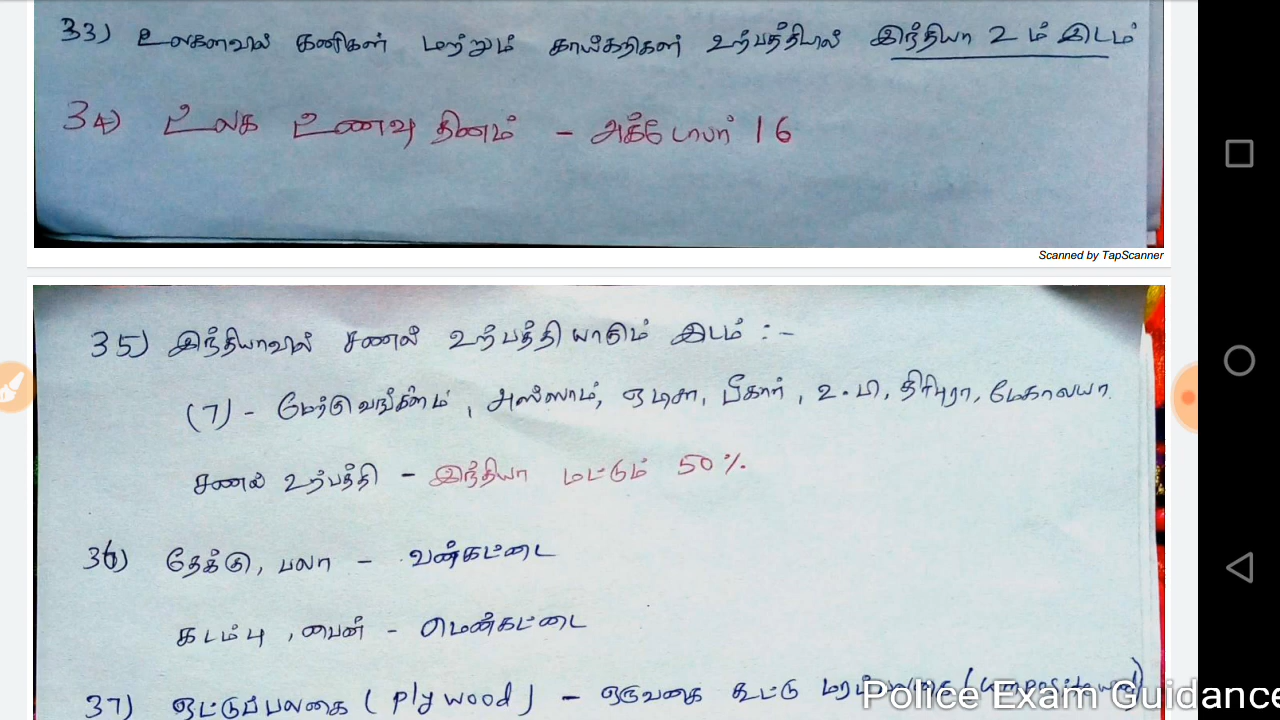 33) உலகளவில் கனிகள் மற்றும் காய்கறிகள் உற்பத்தியில் இந்தியா 2 ம் இடம்
34) உலக உணவு தினம் - அக்டோபர் 16
Scanned by TapScanner
35) இந்தியாவில் சணல் உற்பத்தியாகும் இடம் :-
(7) - மேற்கு வங்கள்ம், அஸ்ஸாம், ஒடிசா, பீகார், உ.பி, திரிபுரா, மேகாலயா
சணல் உற்பத்தி - இந்தியா மட்டும் 50%.
36) தேக்கு, பலா - வன்கட்டை
கடம்பு, பைன் - மென்கட்டை
37) ஒட்டுப்பலகை (Plywood) - ஒருவகை கூட்டு
Police Exam Guidance